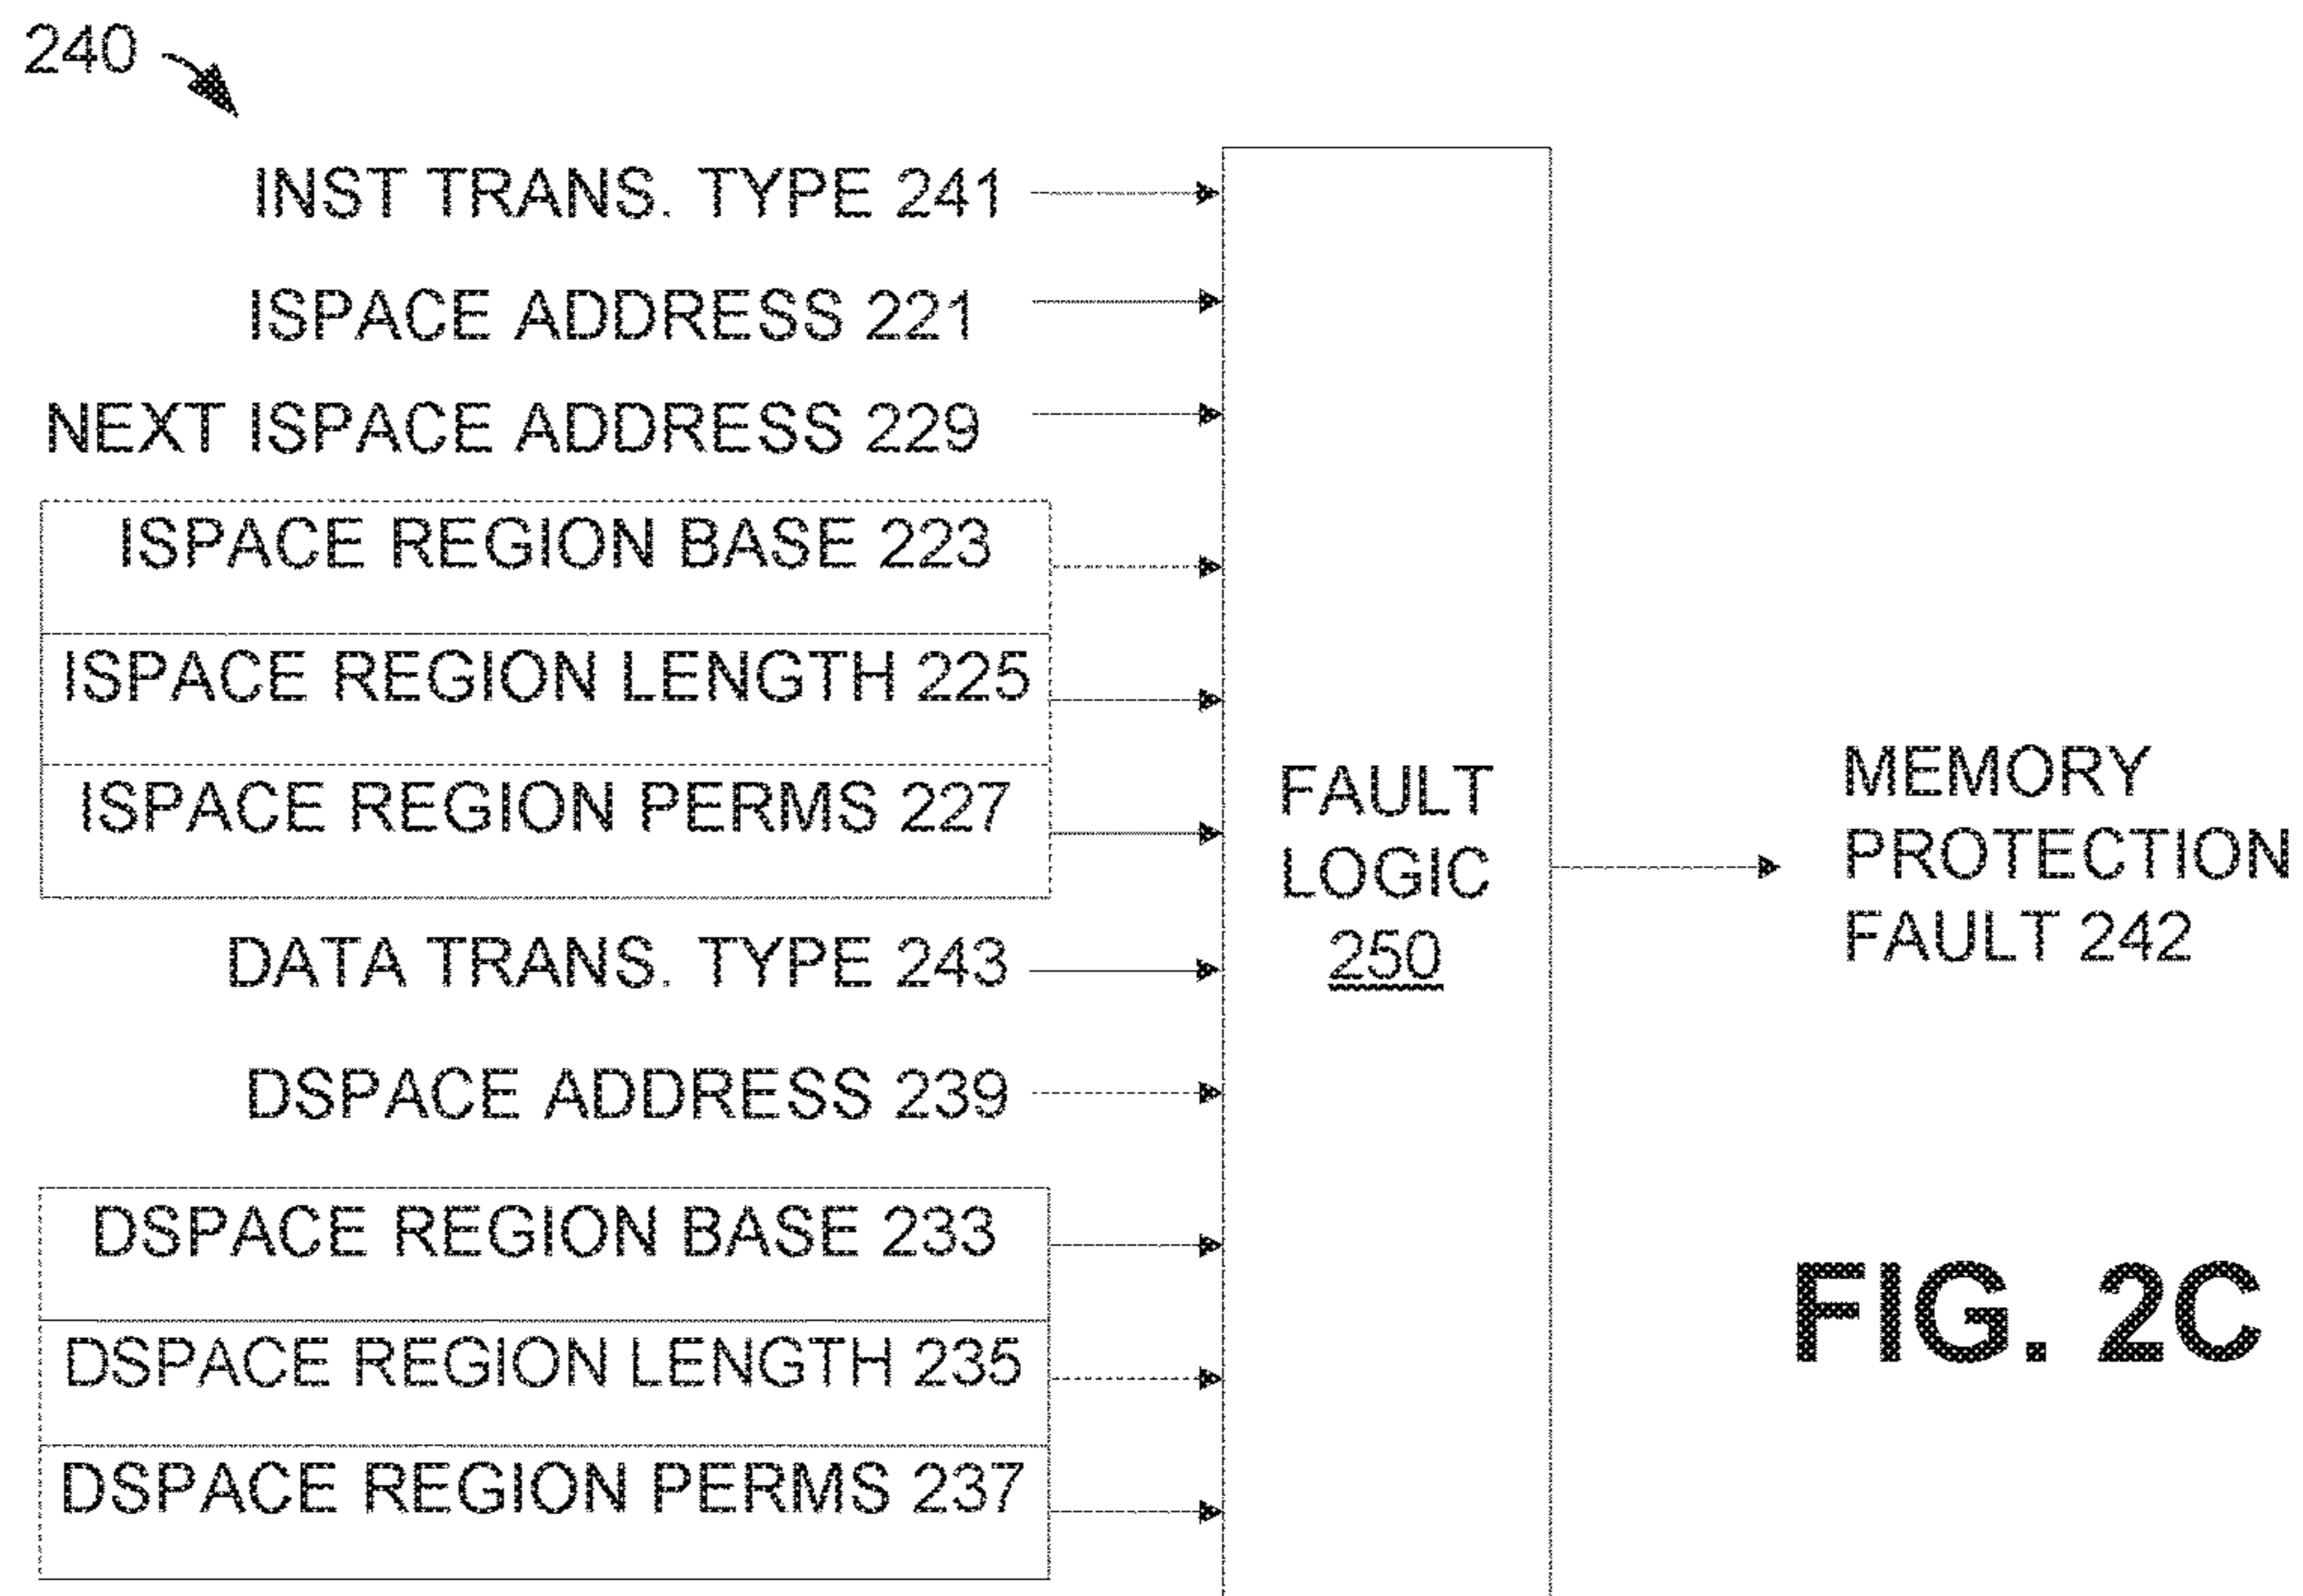 240
INST TRANS. TYPE 241
ISPACE ADDRESS 221
NEXT ISPACE ADDRESS 229
ISPACE REGION BASE 223
ISPACE REGION LENGTH 225
ISPACE REGION PERMS 227
DATA TRANS. TYPE 243
DSPACE ADDRESS 239
DSPACE REGION BASE 233
DSPACE REGION LENGTH 235
DSPACE REGION PERMS 237
FAULT
LOGIC
250
MEMORY
PROTECTION
FAULT 242
FIG. 2C